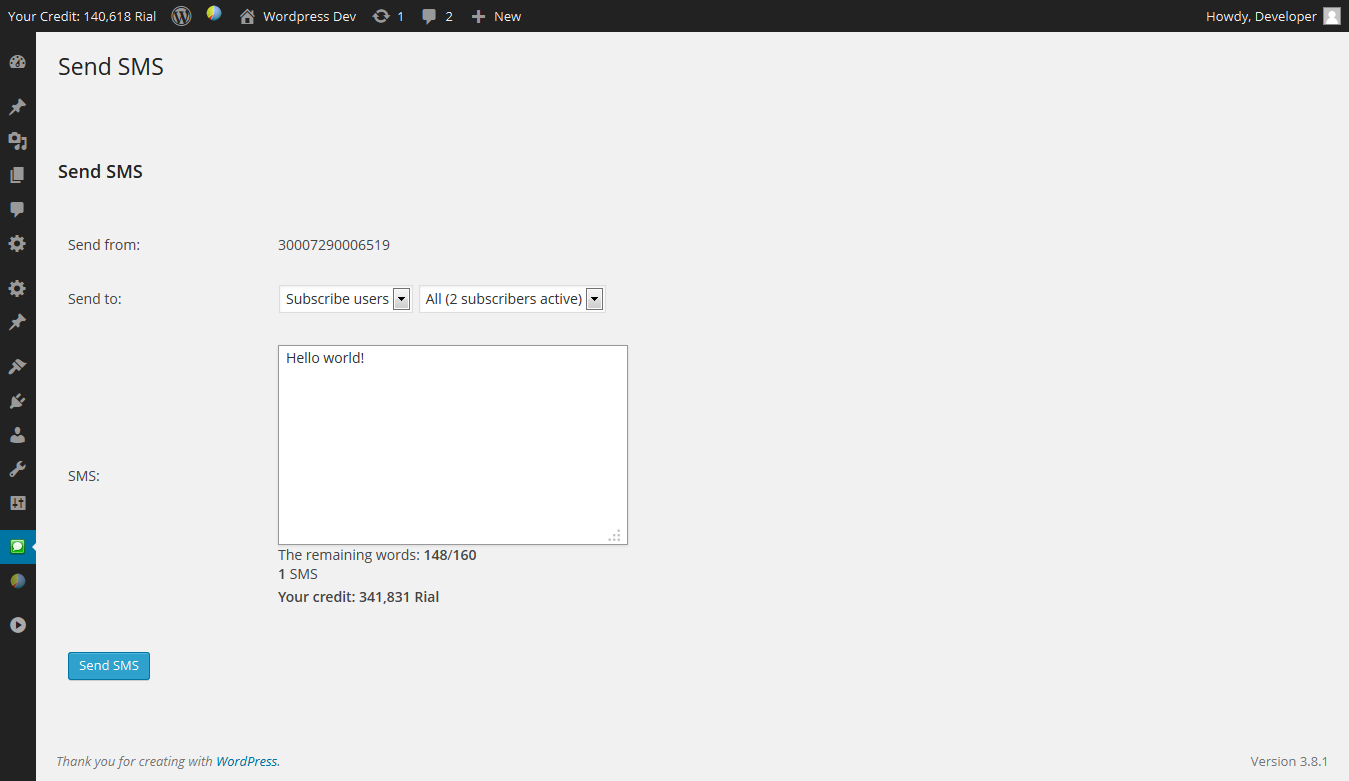 Your Credit: 140,618 Rial Wordpress Dev 1 2 New Howdy, Developer
Send SMS
Send SMS
Send from: 30007290006519
Send to: Subscribe users All (2 subscribers active)
Hello world!
SMS:
The remaining words: 148/160
1 SMS
Your credit: 341,831 Rial
Send SMS
Thank you for creating with WordPress. Version 3.8.1